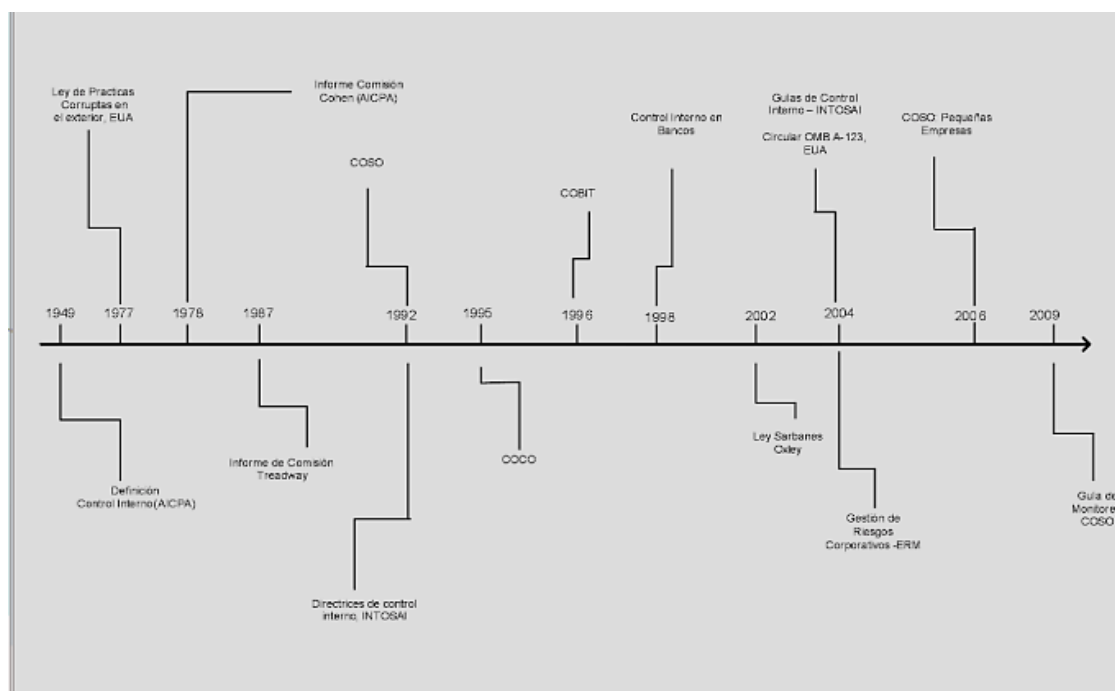 Ley de Practicas
Corruptas en
el exterior, EUA
Informe Comisión
Cohen (AICPA)
COSO
COBIT
Control Interno en
Bancos
Guias de Control
Interno – INTOSAI
Circular OMB A-123,
EUA
COSO: Pequeñas
Empresas
1949
1977
1978
1987
1992
1995
1996
1998
2002
2004
2006
2009
Definición
Control Interno(AICPA)
Informe de Comisión
Treadway
Directrices de control
interno, INTOSAI
COCO
Ley Sarbanes
Oxley
Gestión de
Riesgos
Corporativos -ERM
Guia de
Monitore
COSO